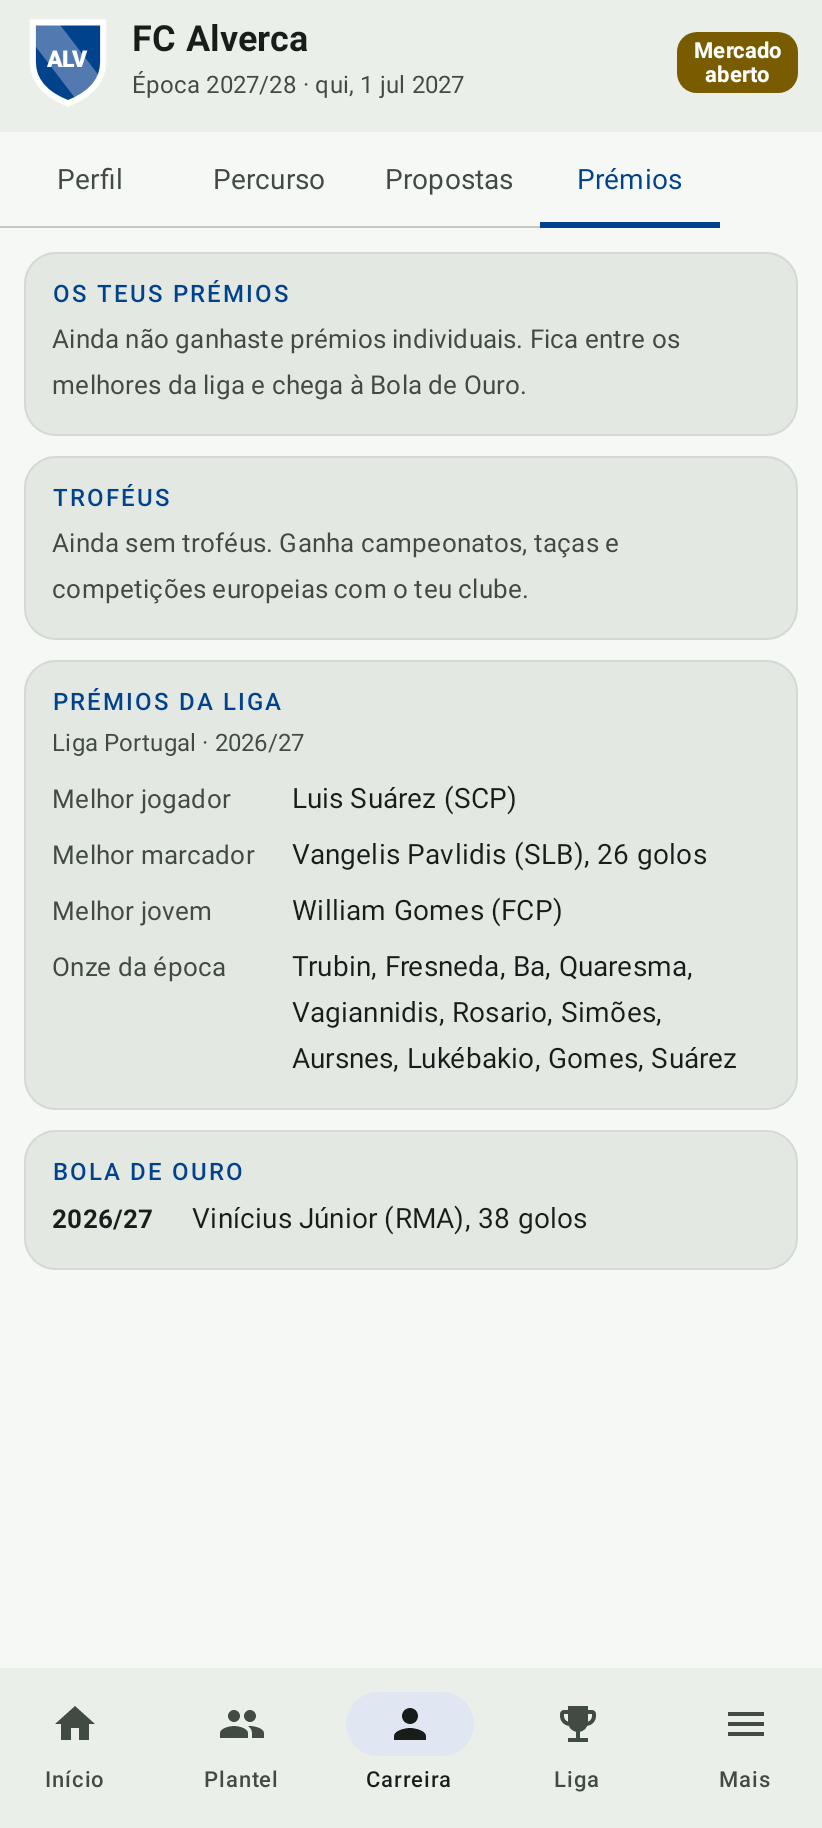 ALV
FC Alverca
Época 2027/28 · qui, 1 jul 2027
Mercado
aberto
Perfil
Percurso
Propostas
Prémios
OS TEUS PRÉMIOS
Ainda não ganhaste prémios individuais. Fica entre os
melhores da liga e chega à Bola de Ouro.
TROFÉUS
Ainda sem troféus. Ganha campeonatos, taças e
competições europeias com o teu clube.
PRÉMIOS DA LIGA
Liga Portugal · 2026/27
Melhor jogador Luis Suárez (SCP)
Melhor marcador Vangelis Pavlidis (SLB), 26 golos
Melhor jovem William Gomes (FCP)
Onze da época Trubin, Fresneda, Ba, Quaresma,
Vagiannidis, Rosario, Simões,
Aursnes, Lukébakio, Gomes, Suárez
BOLA DE OURO
2026/27 Vinícius Júnior (RMA), 38 golos
Início
Plantel
Carreira
Liga
Mais